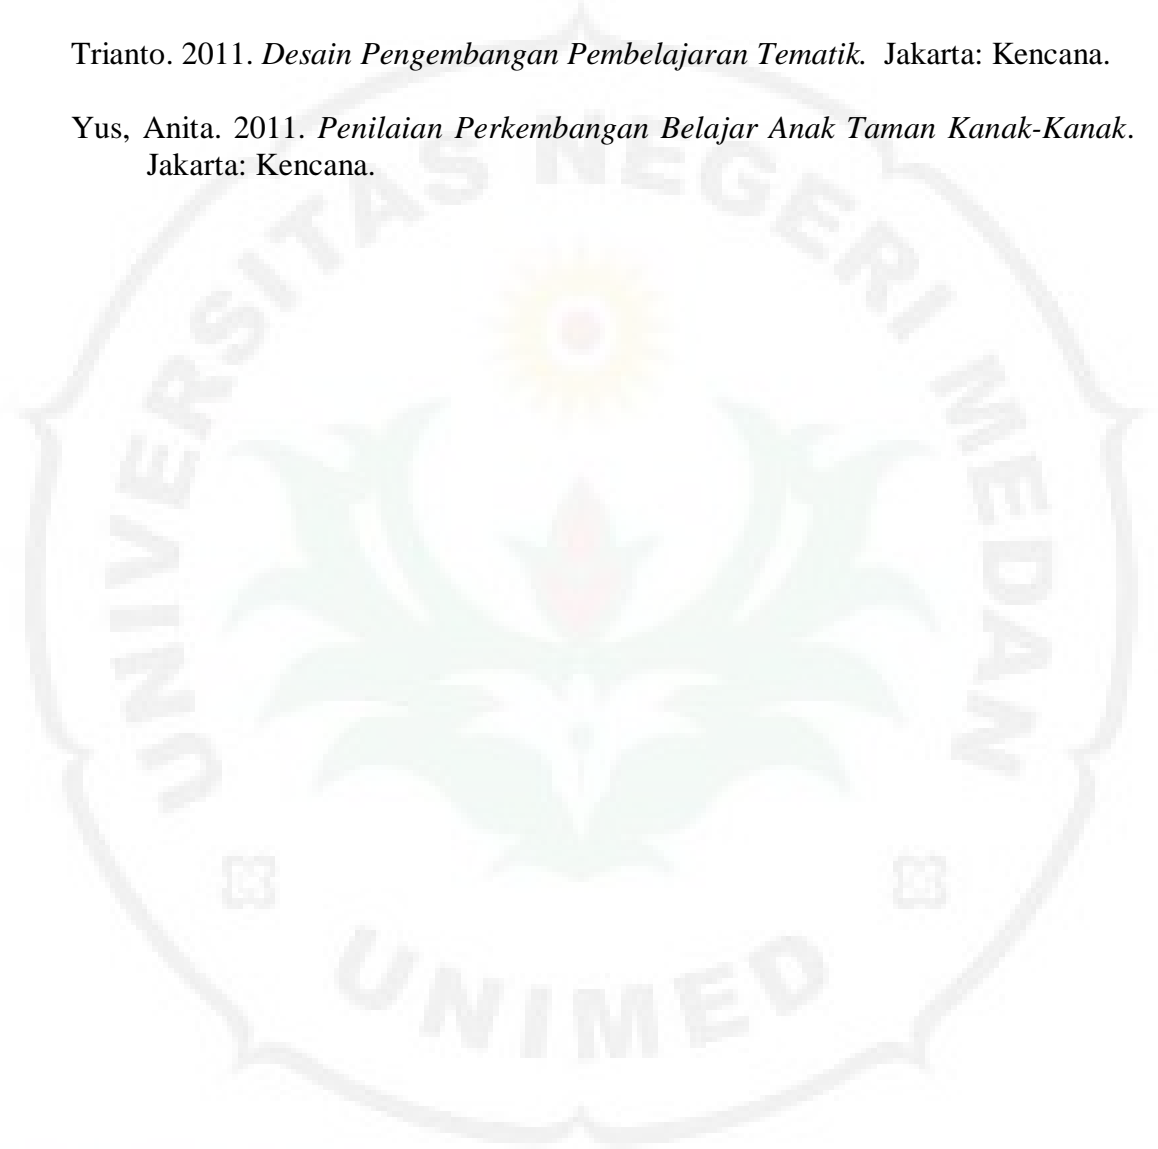 Trianto. 2011. Desain Pengembangan Pembelajaran Tematik. Jakarta: Kencana.
Yus, Anita. 2011. Penilaian Perkembangan Belajar Anak Taman Kanak-Kanak.
Jakarta: Kencana.
UNIVERSITAS NEGERI MEDAN
UNIMED